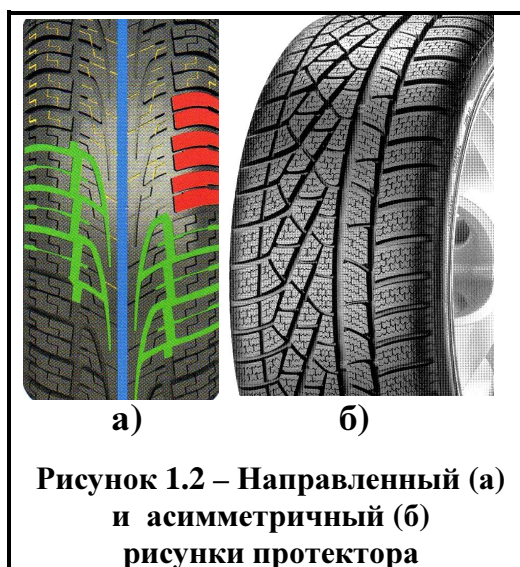 а) б)
Рисунок 1.2 – Направленный (а)
и асимметричный (б)
рисунки протектора